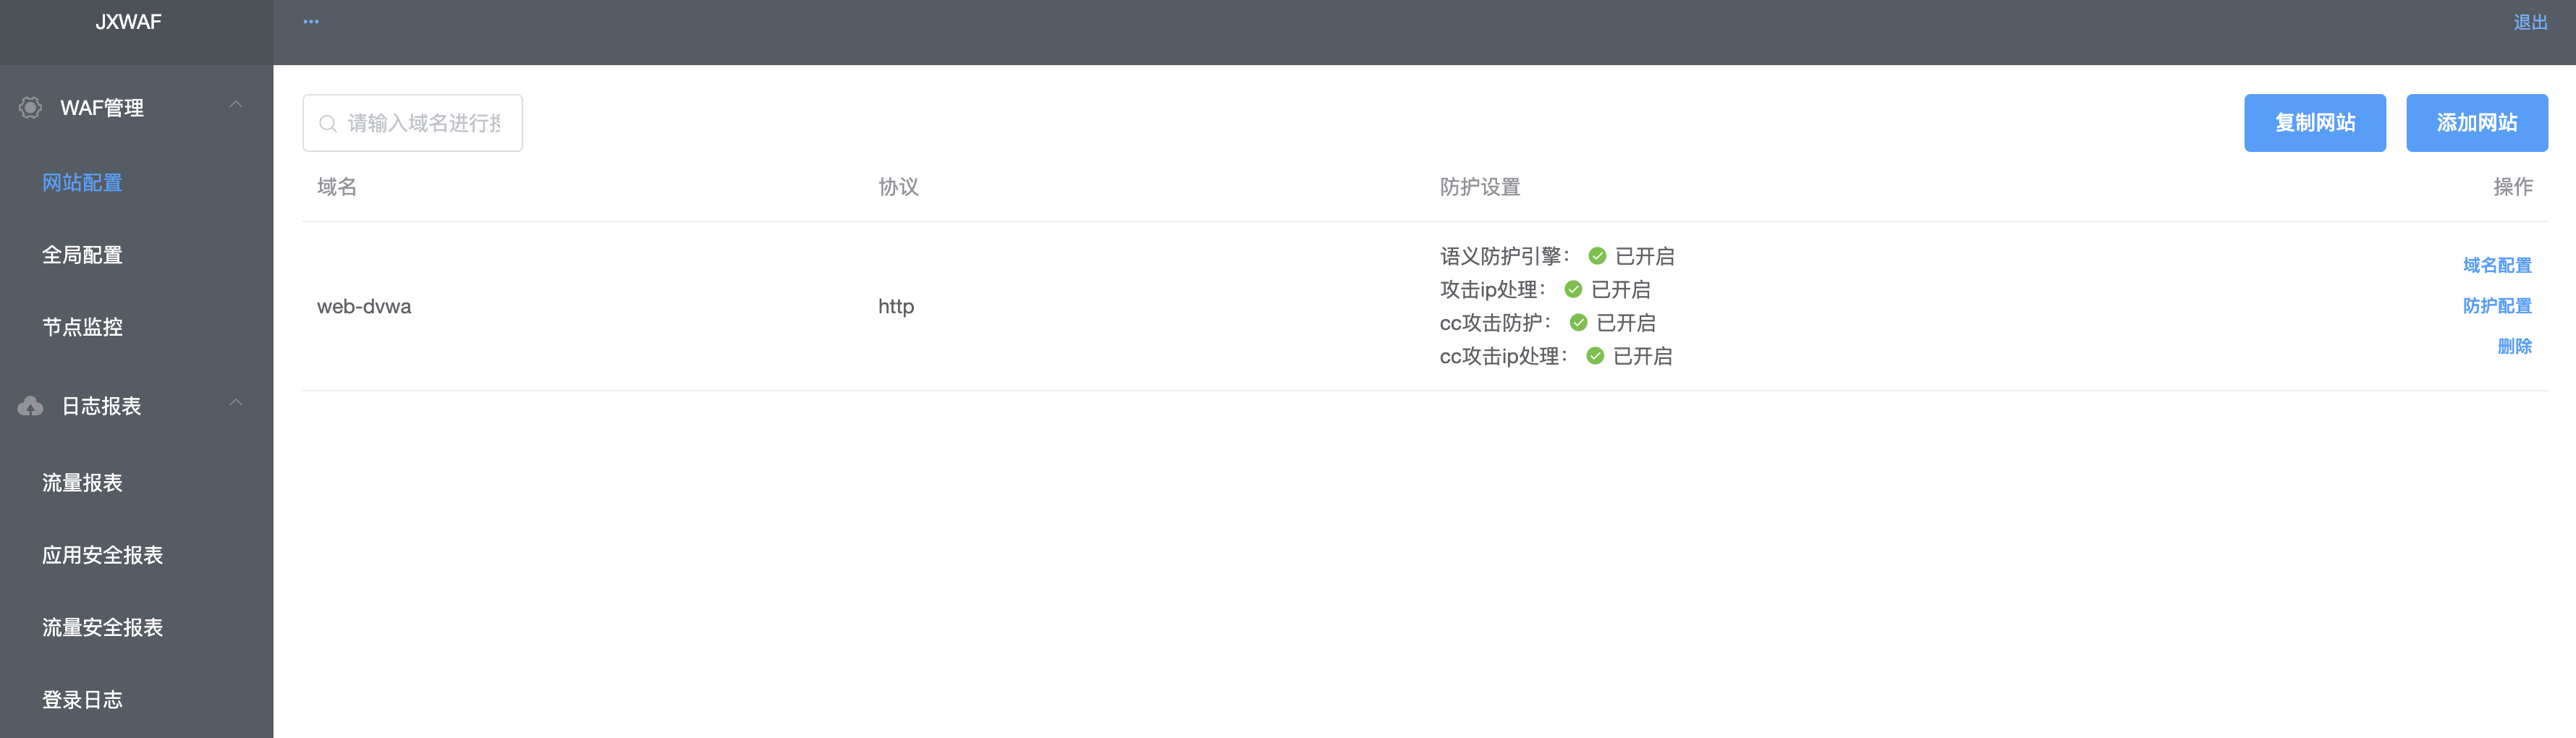 JXWAF
...
退出
WAF管理
网站配置
全局配置
节点监控
日志报表
流量报表
应用安全报表
流量安全报表
登录日志
请输入域名进行
复制网站
添加网站
域名 协议 防护设置 操作
web-dvwa
http
语义防护引擎： 已开启
攻击ip处理： 已开启
cc攻击防护： 已开启
cc攻击ip处理： 已开启
域名配置
防护配置
删除